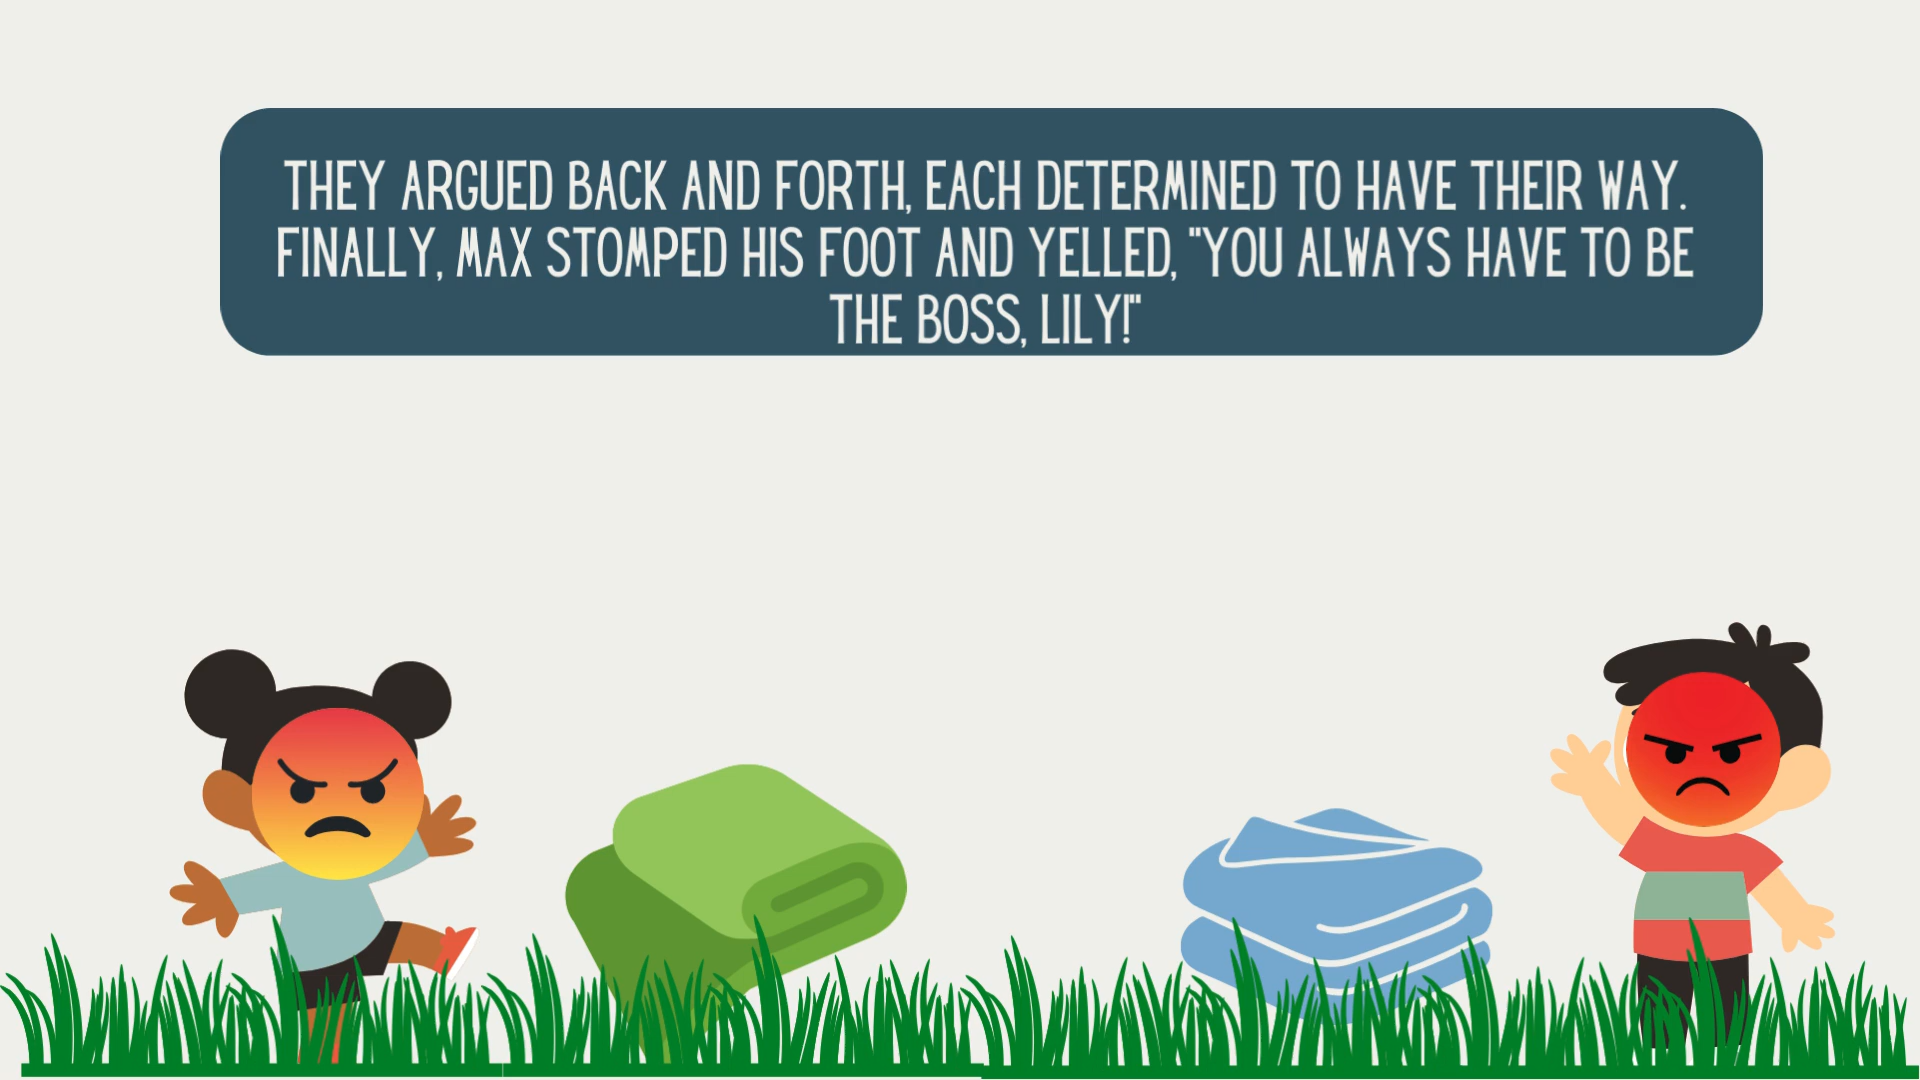 THEY ARGUED BACK AND FORTH, EACH DETERMINED TO HAVE THEIR WAY.
FINALLY, MAX STOMPED HIS FOOT AND YELLED, "YOU ALWAYS HAVE TO BE
THE BOSS, LILY!"